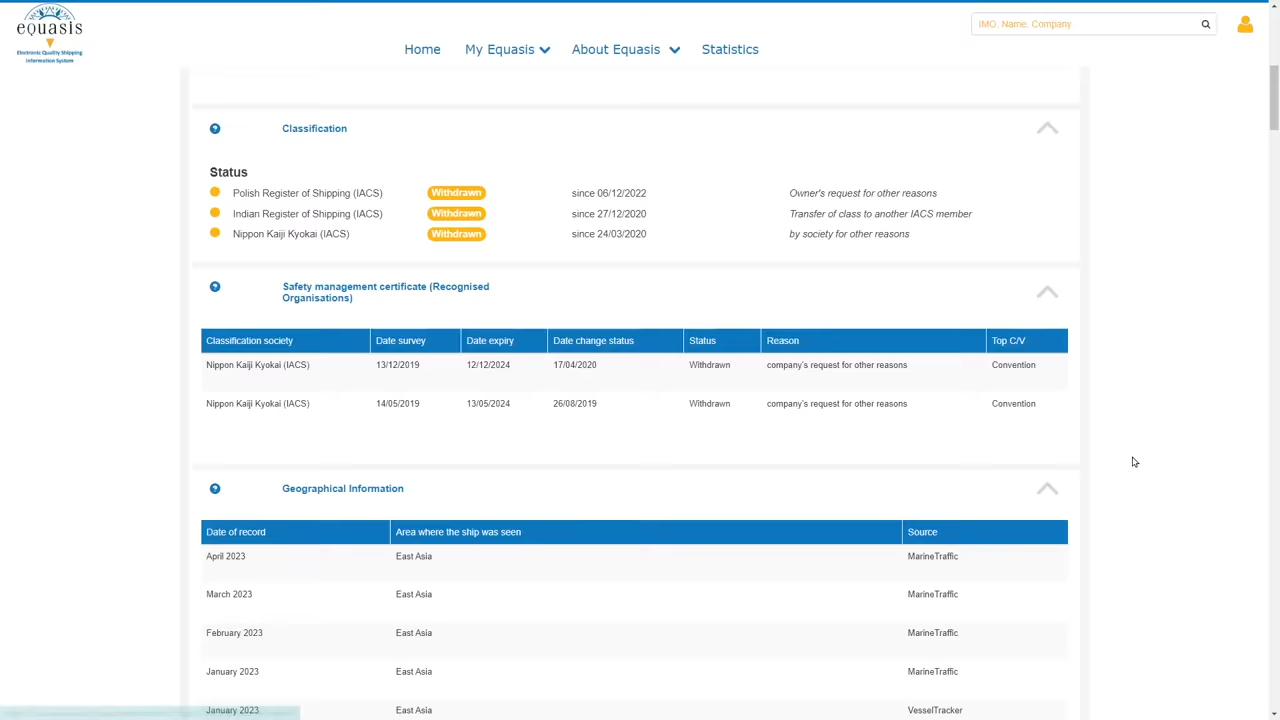 equasis
Electronic Quality Shipping
Information System
IMO, Name, Company
Home My Equasis About Equasis Statistics
Classification
Status
Polish Register of Shipping (IACS) Withdrawn since 06/12/2022 Owner's request for other reasons
Indian Register of Shipping (IACS) Withdrawn since 27/12/2020 Transfer of class to another IACS member
Nippon Kaiji Kyokai (IACS) Withdrawn since 24/03/2020 by society for other reasons
Safety management certificate (Recognised
Organisations)
Classification society Date survey Date expiry Date change status Status Reason Top C/V
Nippon Kaiji Kyokai (IACS) 13/12/2019 12/12/2024 17/04/2020 Withdrawn company's request for other reasons Convention
Nippon Kaiji Kyokai (IACS) 14/05/2019 13/05/2024 26/08/2019 Withdrawn company's request for other reasons Convention
Geographical Information
Date of record Area where the ship was seen Source
April 2023 East Asia MarineTraffic
March 2023 East Asia MarineTraffic
February 2023 East Asia MarineTraffic
January 2023 East Asia MarineTraffic
January 2023 East Asia VesselTracker